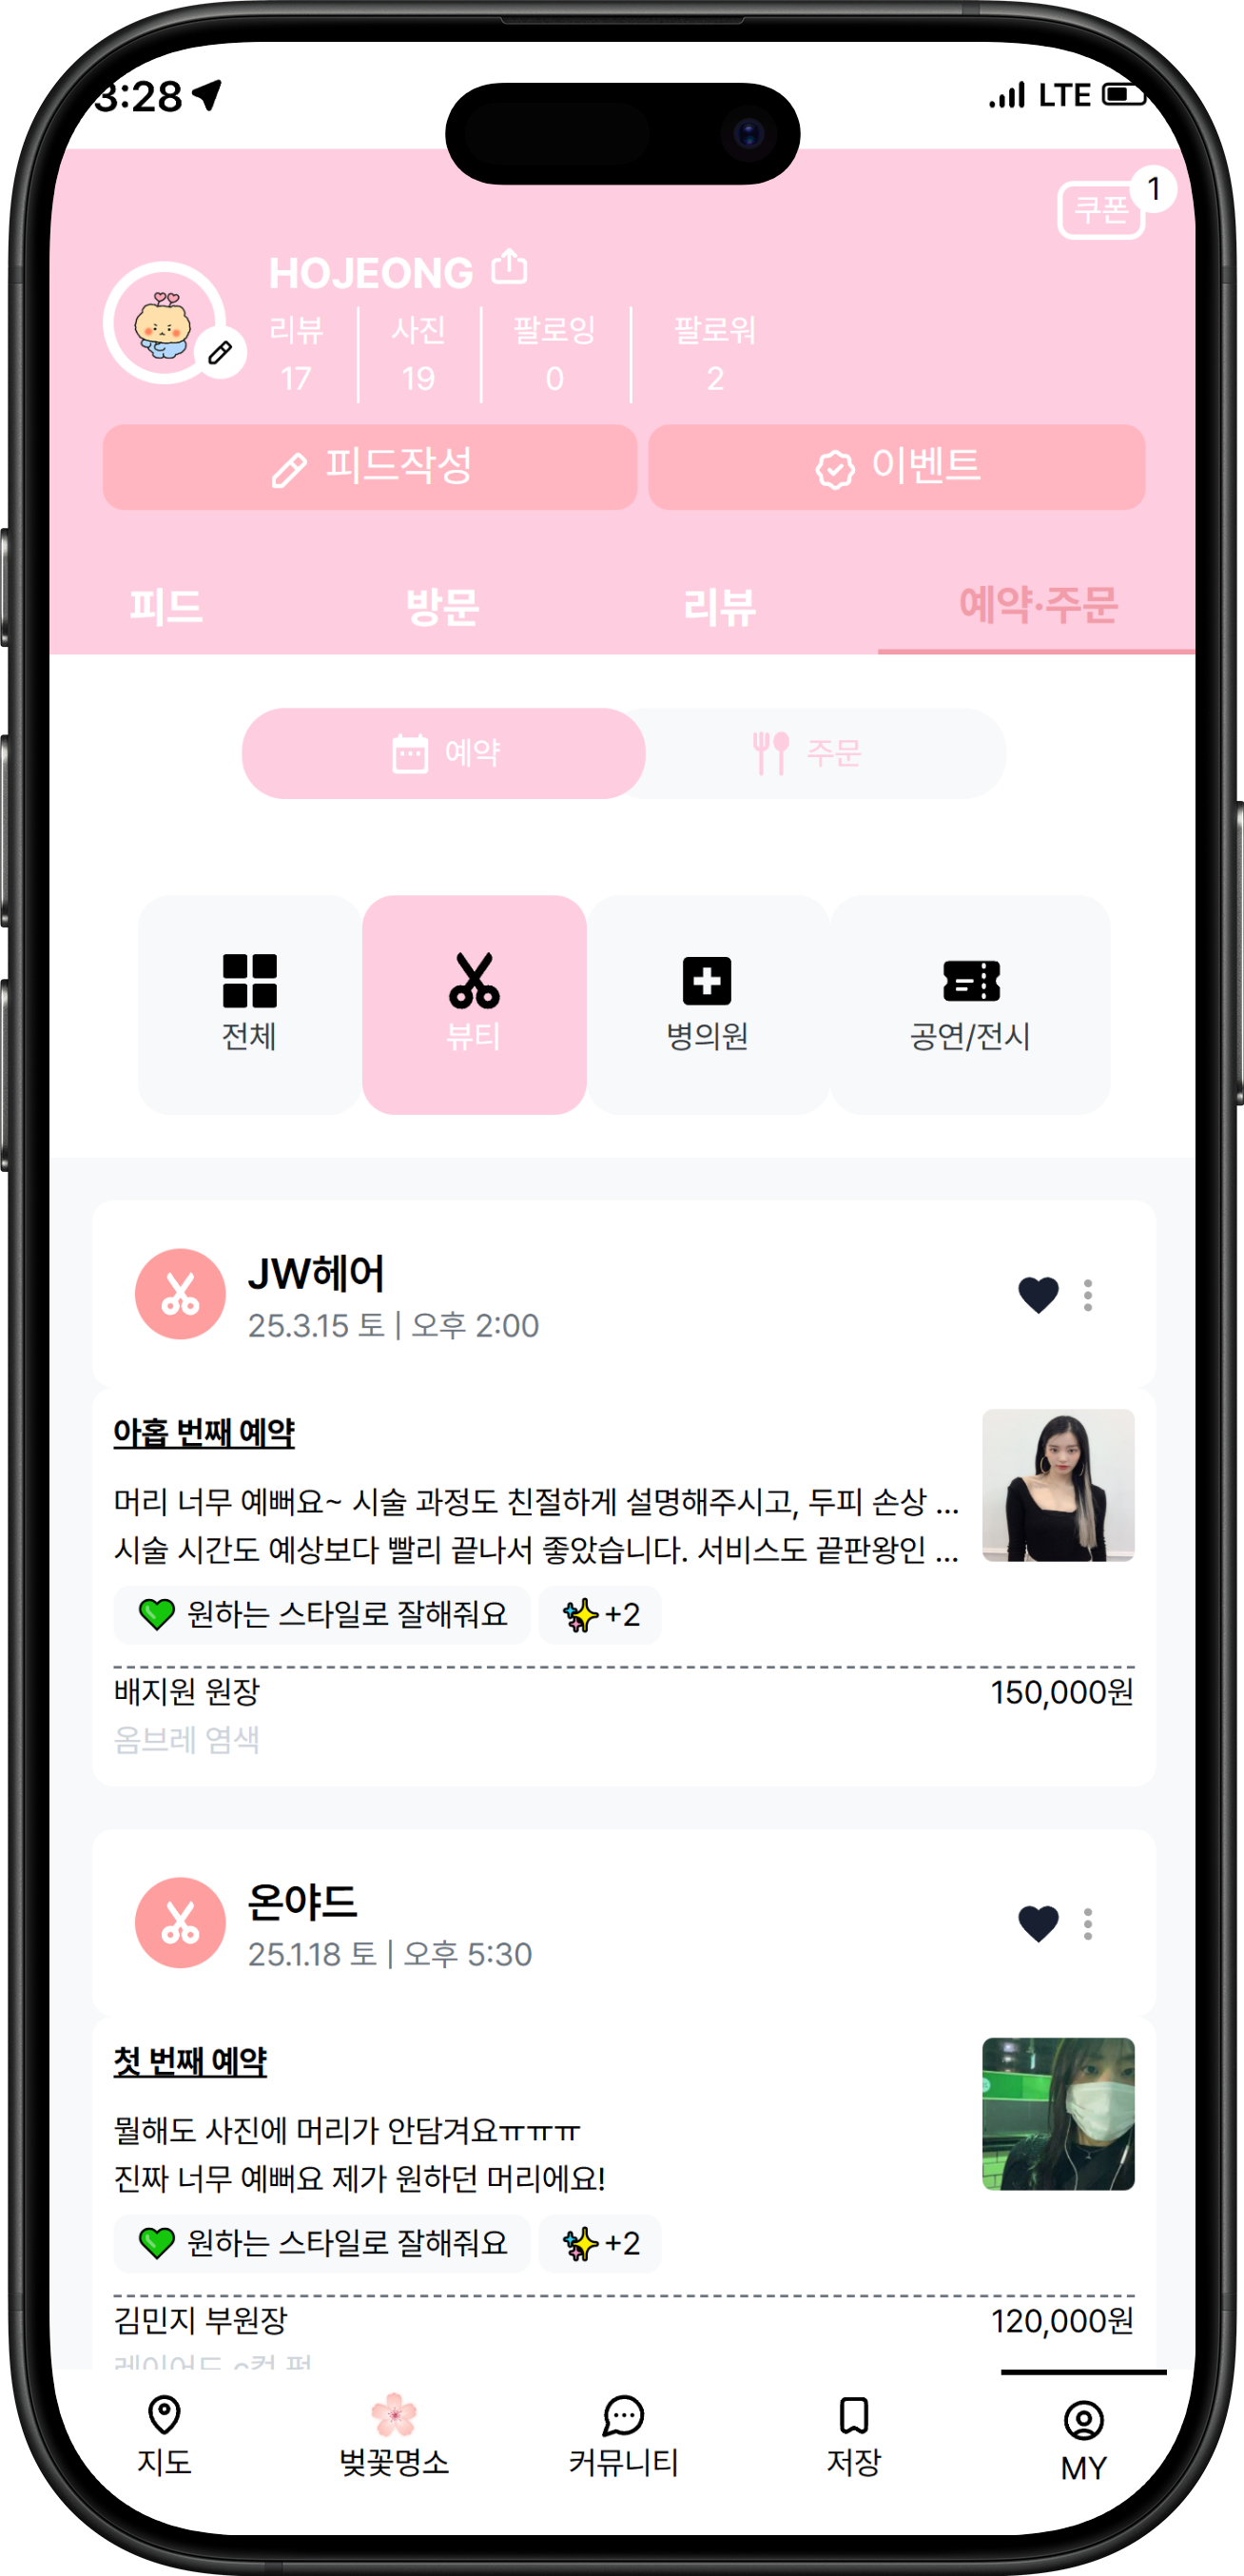 3:28
LTE
쿠폰
1
HOJEONG
리뷰 사진 팔로잉 팔로워
17 19 0 2
피드작성 이벤트
피드 방문 리뷰 예약·주문
예약 주문
전체 뷰티 병의원 공연/전시
JW헤어
25.3.15 토 | 오후 2:00
아홉 번째 예약
머리 너무 예뻐요~ 시술 과정도 친절하게 설명해주시고, 두피 손상 ...
시술 시간도 예상보다 빨리 끝나서 좋았습니다. 서비스도 끝판왕인 ...
💚 원하는 스타일로 잘해줘요 ✨+2
배지원 원장 150,000원
옴브레 염색
온야드
25.1.18 토 | 오후 5:30
첫 번째 예약
뭘해도 사진에 머리가 안담겨요ㅠㅠㅠ
진짜 너무 예뻐요 제가 원하던 머리에요!
💚 원하는 스타일로 잘해줘요 ✨+2
김민지 부원장 120,000원
지도 벚꽃명소 커뮤니티 저장 MY